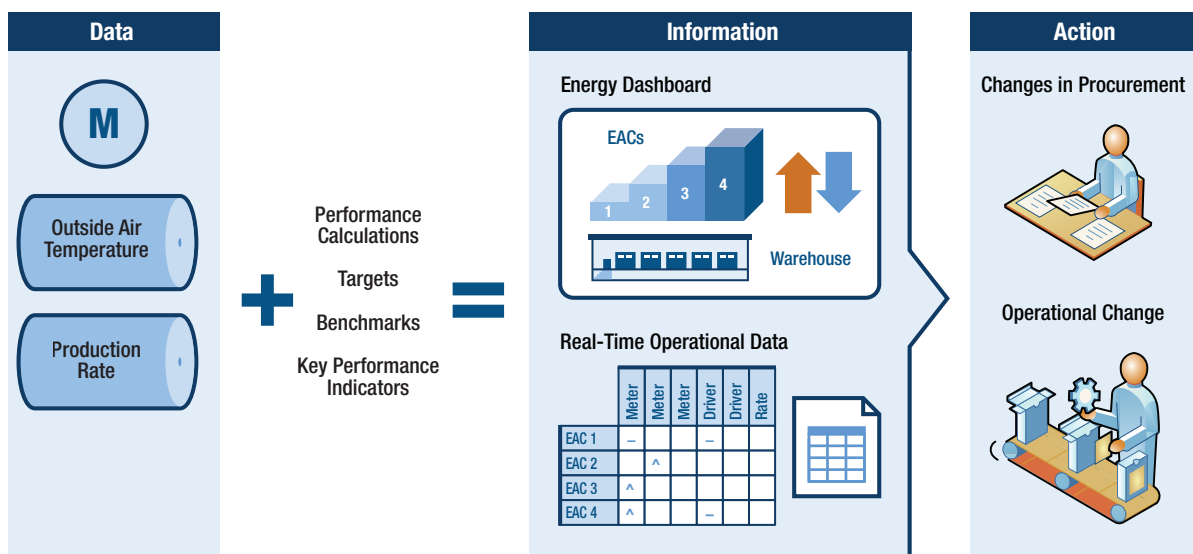 Data
M
Outside Air
Temperature
Production
Rate
Performance
Calculations
Targets
Benchmarks
Key Performance
Indicators
Information
Energy Dashboard
EACs
1 2 3 4
Warehouse
Real-Time Operational Data
Meter Meter Meter Driver Driver Rate
EAC 1 – –
EAC 2 ^
EAC 3 ^
EAC 4 ^ –
Action
Changes in Procurement
Operational Change